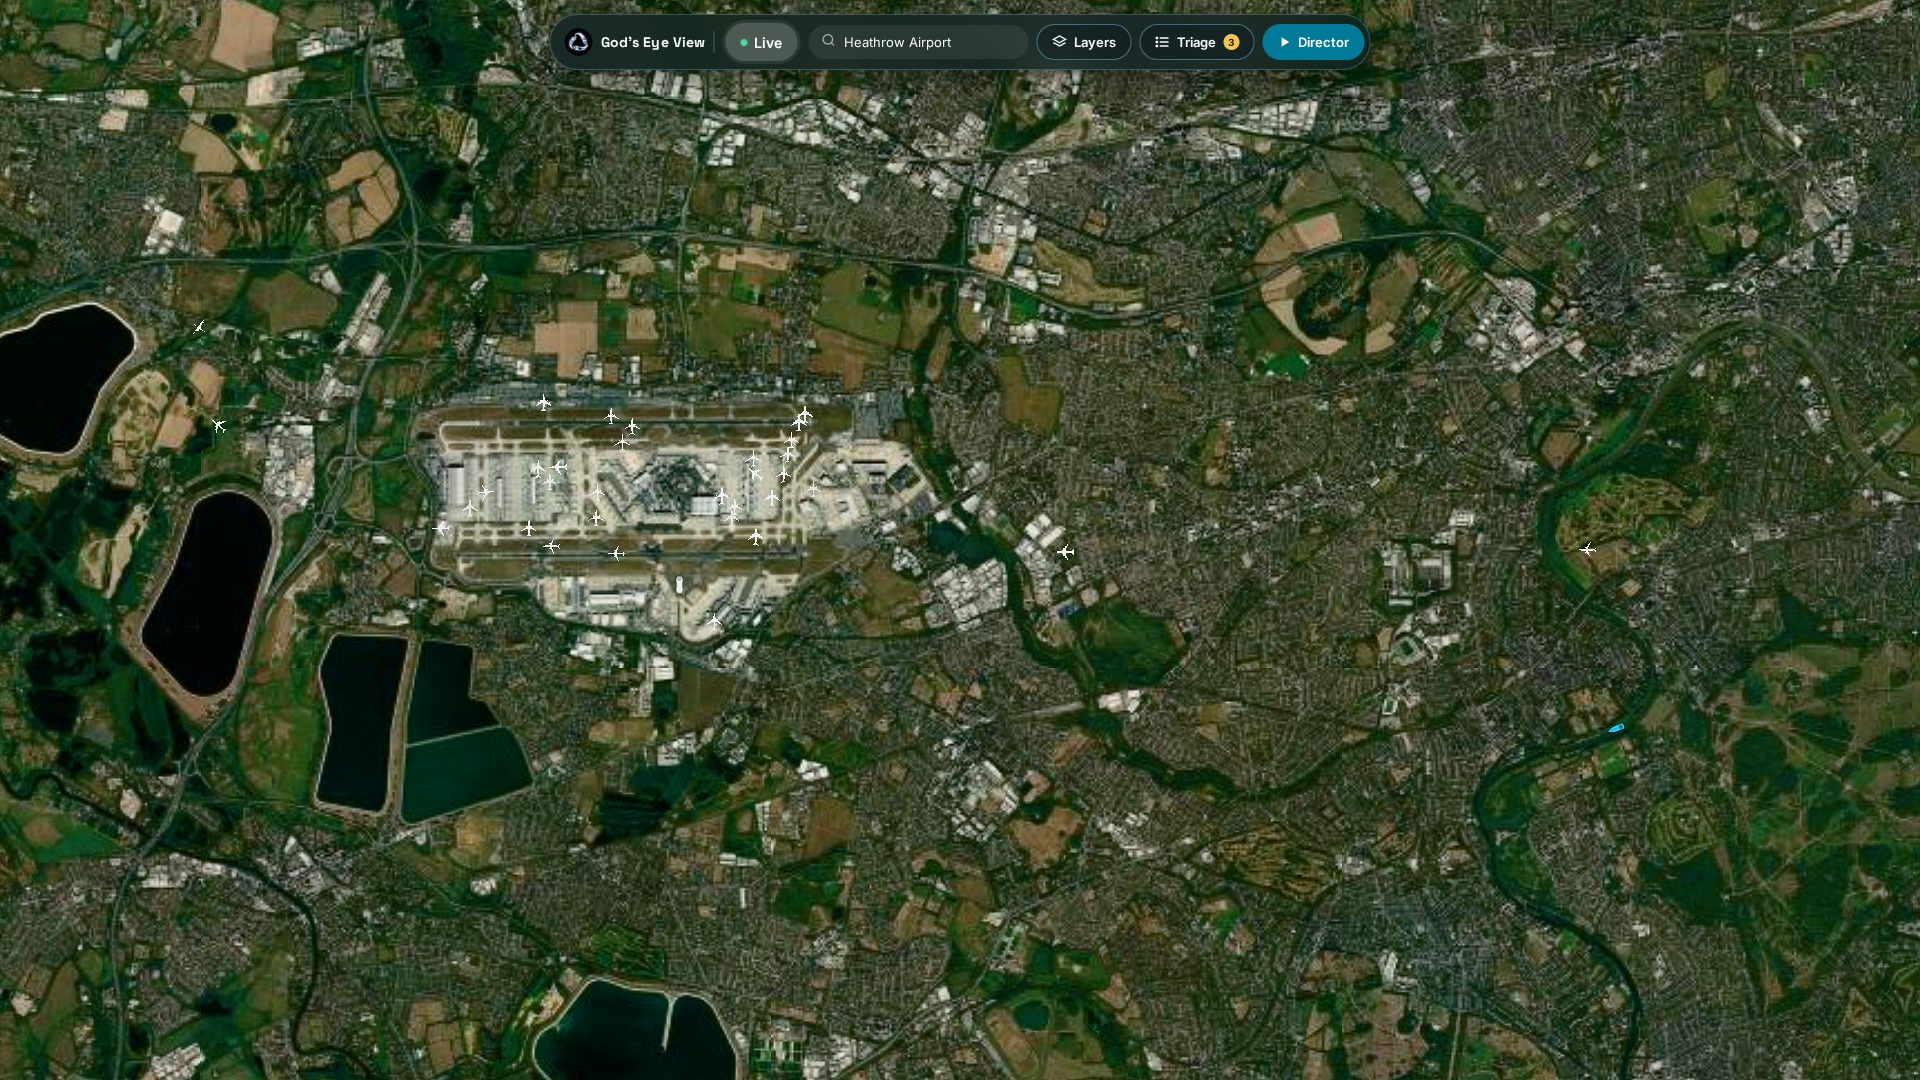 God's Eye View
Live
Heathrow Airport
Layers
Triage 3
Director